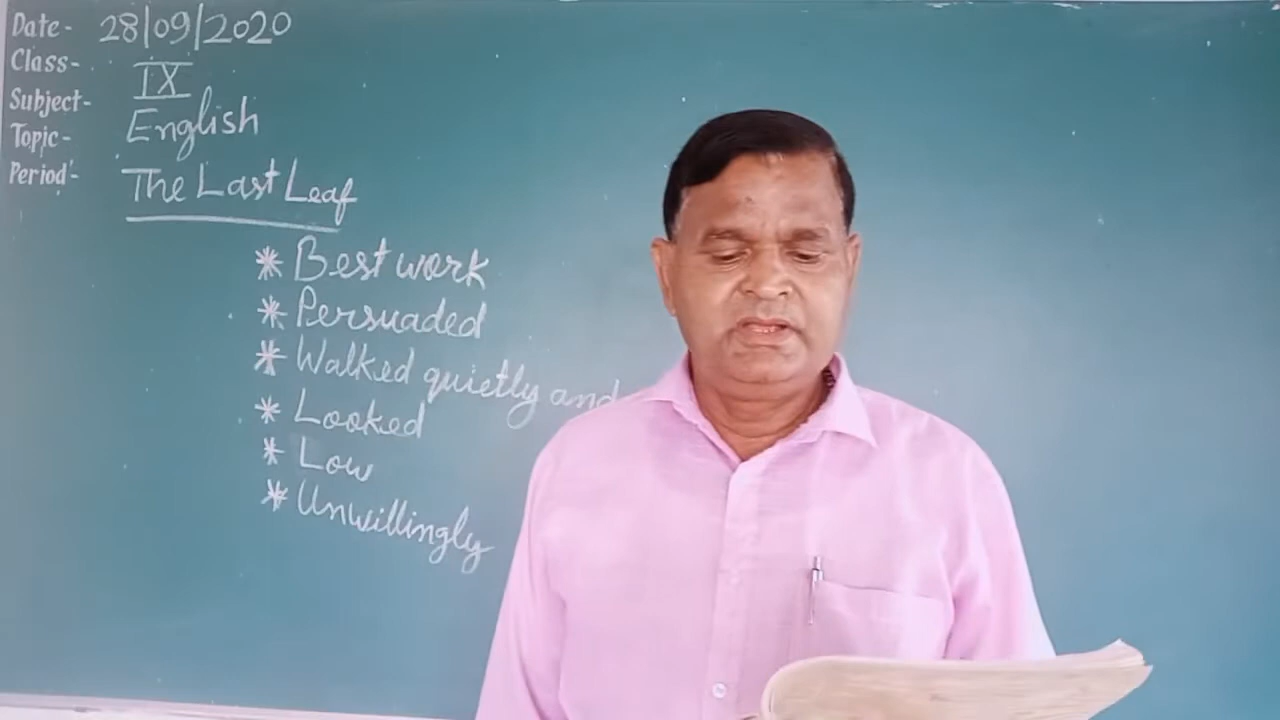 Date- 28/09/2020
Class- IX
Subject- English
Topic- The Last Leaf
Period-
* Best work
* Persuaded
* Walked quietly and
* Looked
* Low
* Unwillingly